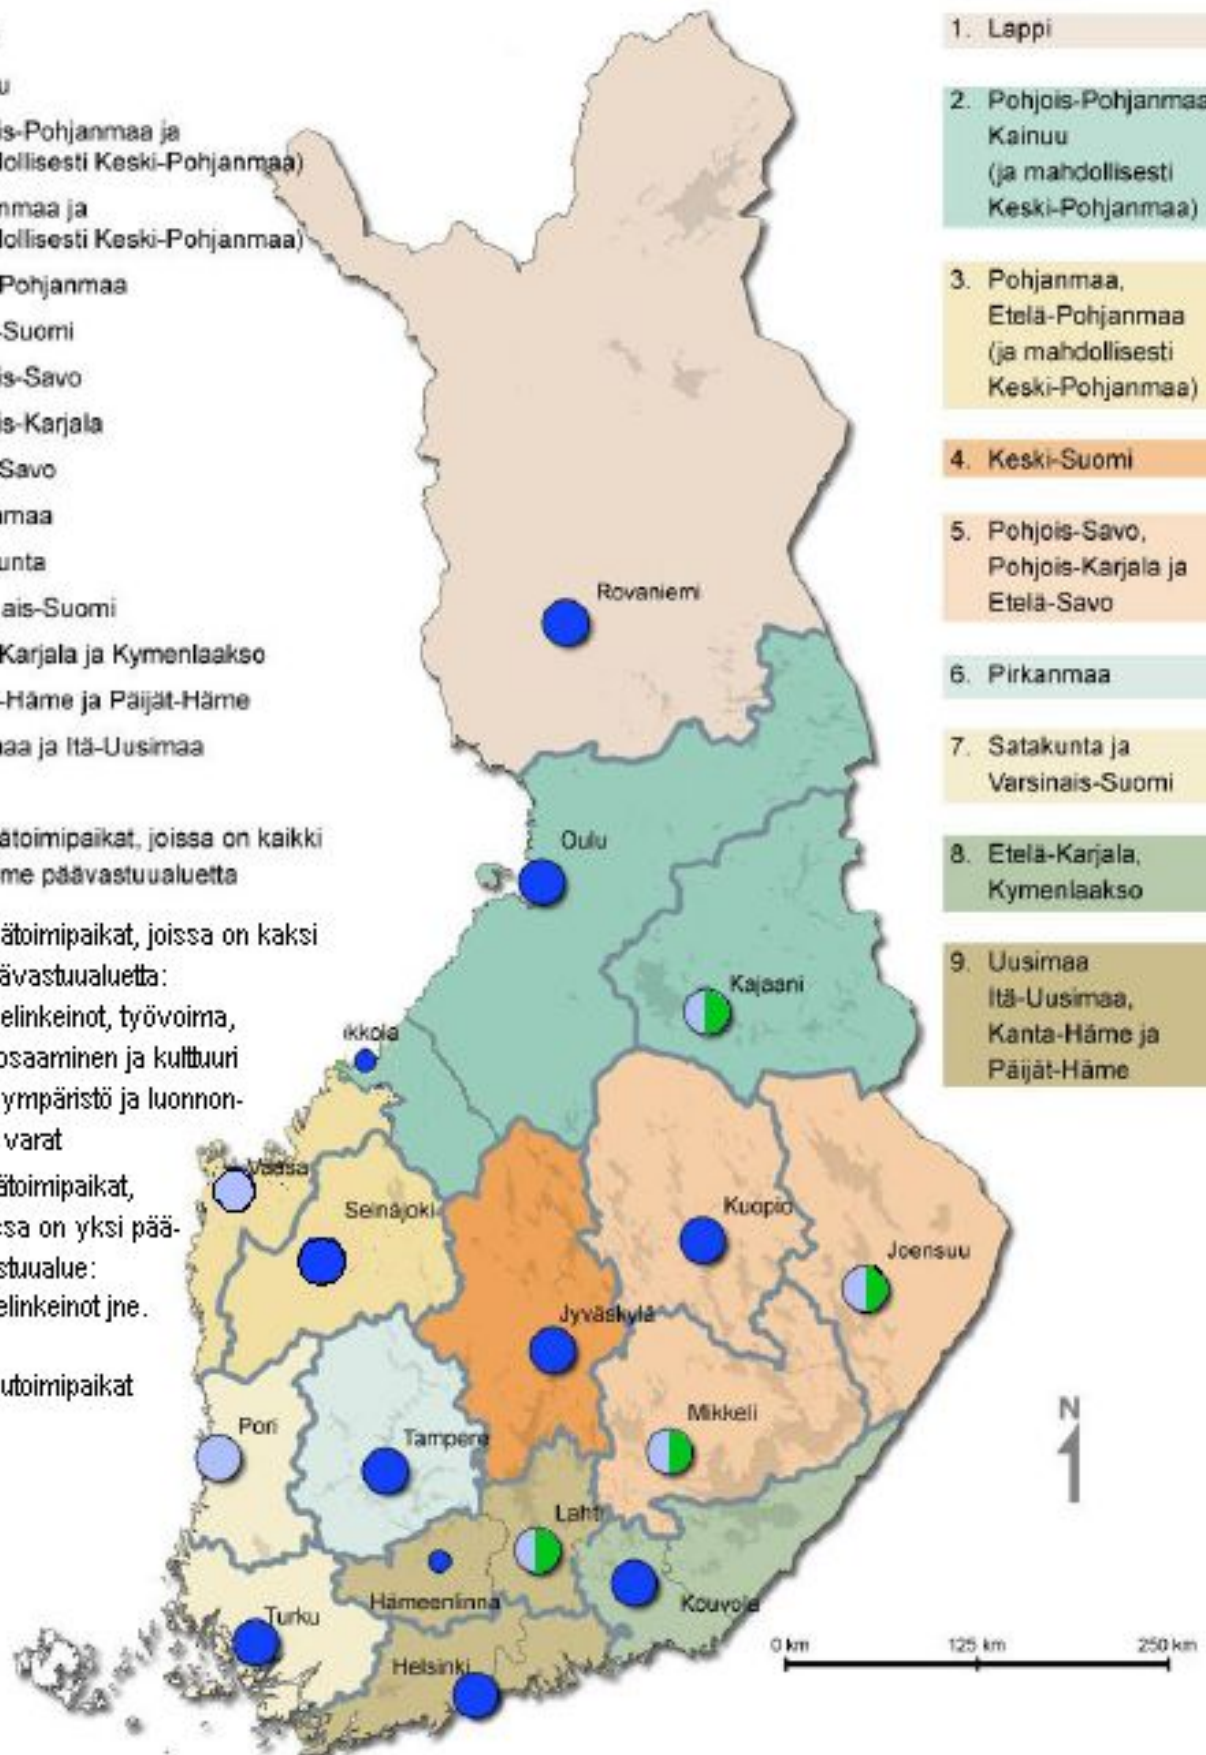 u
is-Pohjanmaa ja
dollisesti Keski-Pohjanmaa)
nmaa ja
dollisesti Keski-Pohjanmaa)
Pohjanmaa
-Suomi
is-Savo
is-Karjala
Savo
nmaa
unta
ais-Suomi
Karjala ja Kymenlaakso
-Häme ja Päijät-Häme
naa ja Itä-Uusimaa
ätoimipaikat, joissa on kaikki
me päävastuualuetta
ätoimipaikat, joissa on kaksi
ävastuualuetta:
elinkeinot, työvoima,
osaaminen ja kulttuuri
ympäristö ja luonnon-
varat
ätoimipaikat,
sa on yksi pää-
stuualue:
elinkeinot jne.
utoimipaikat
Rovaniemi
Oulu
Kajaani
kkola
Vaasa
Seinäjoki
Kuopio
Joensuu
Jyväskylä
Mikkeli
Pori
Tampere
Lahti
Hämeenlinna
Kouvola
Turku
Helsinki
1. Lappi
2. Pohjois-Pohjanmaa
Kainuu
(ja mahdollisesti
Keski-Pohjanmaa)
3. Pohjanmaa,
Etelä-Pohjanmaa
(ja mahdollisesti
Keski-Pohjanmaa)
4. Keski-Suomi
5. Pohjois-Savo,
Pohjois-Karjala ja
Etelä-Savo
6. Pirkanmaa
7. Satakunta ja
Varsinais-Suomi
8. Etelä-Karjala,
Kymenlaakso
9. Uusimaa
Itä-Uusimaa,
Kanta-Häme ja
Päijät-Häme
N
0 km 125 km 250 km